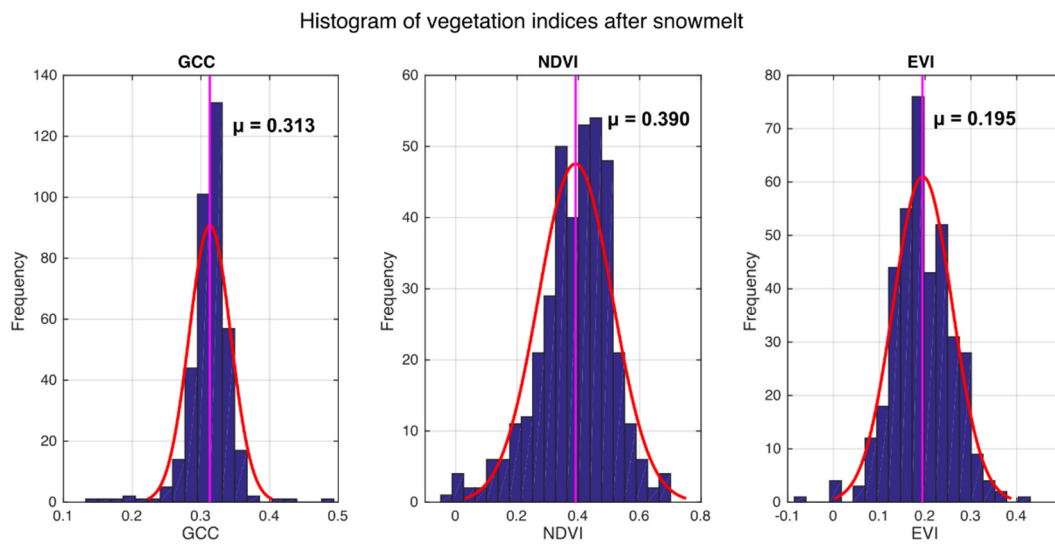 Histogram of vegetation indices after snowmelt
GCC
140
120
100
80
60
40
20
0
Frequency
μ = 0.313
0.1 0.2 0.3 0.4 0.5
GCC
NDVI
60
50
40
30
20
10
0
Frequency
μ = 0.390
0 0.2 0.4 0.6 0.8
NDVI
EVI
80
70
60
50
40
30
20
10
0
Frequency
μ = 0.195
-0.1 0 0.1 0.2 0.3 0.4
EVI